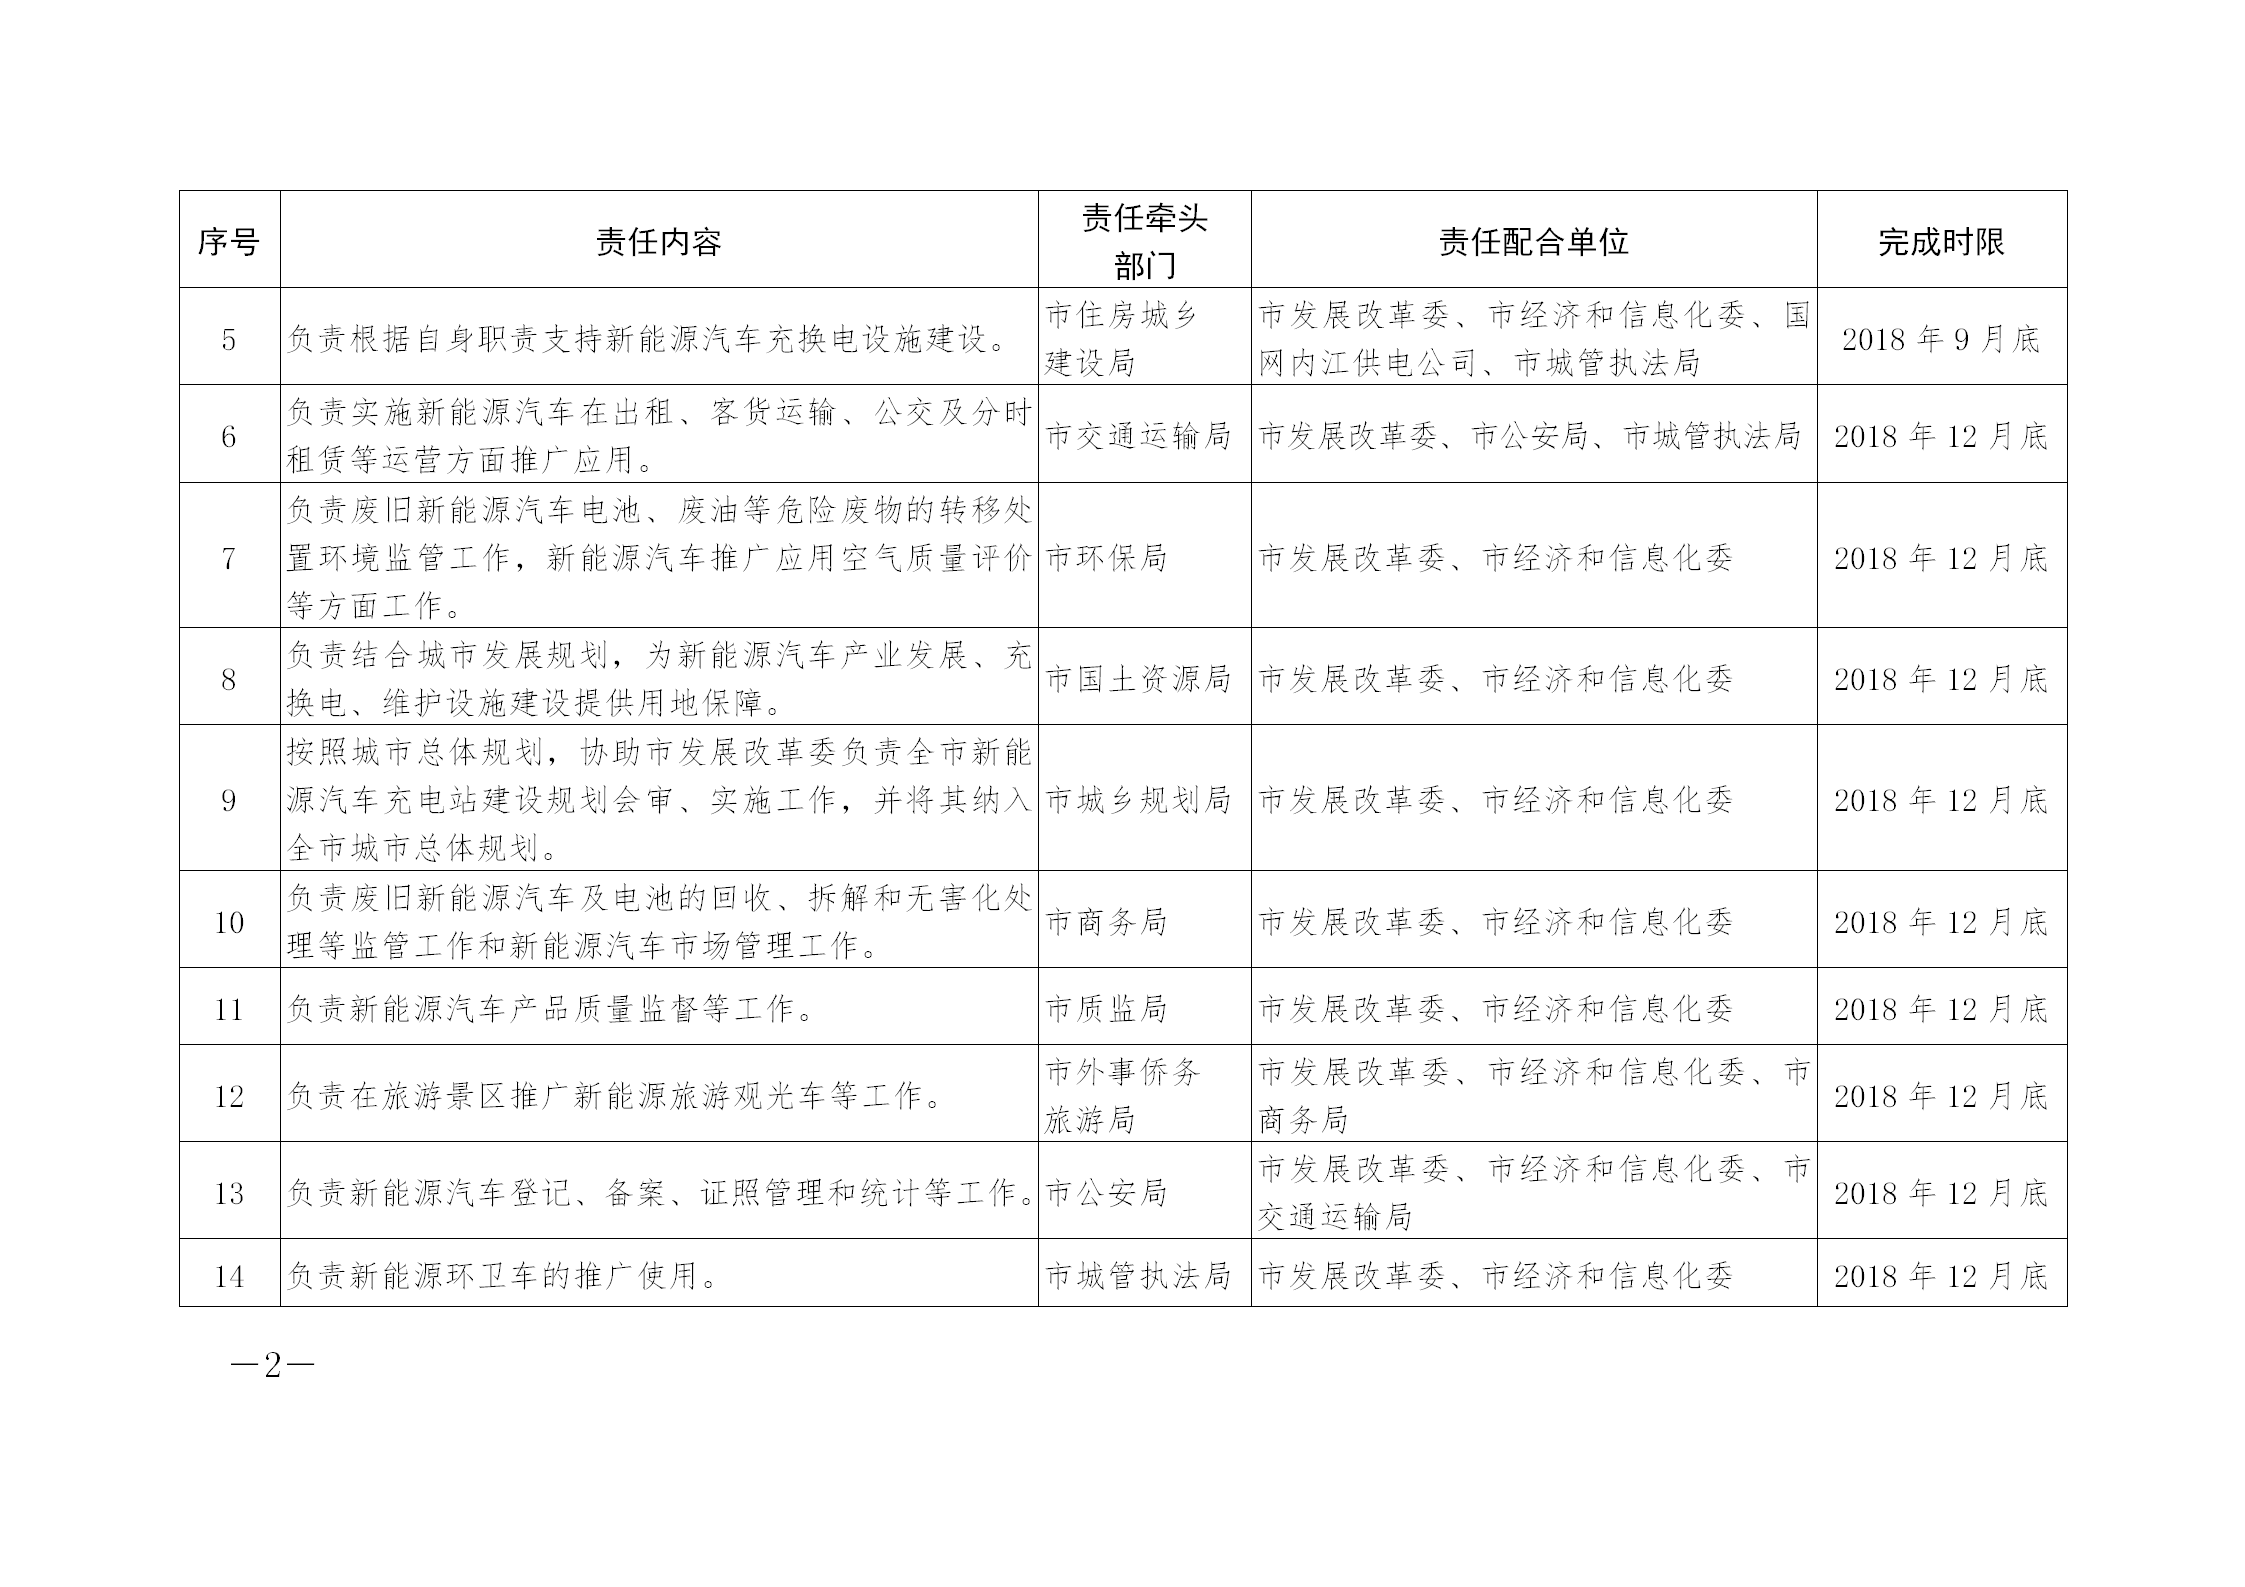 序号 责任内容 责任牵头部门 责任配合单位 完成时限
5 负责根据自身职责支持新能源汽车充换电设施建设。 市住房城乡
建设局 市发展改革委、市经济和信息化委、国
网内江供电公司、市城管执法局 2018 年 9 月底
6 负责实施新能源汽车在出租、客货运输、公交及分时
租赁等运营方面推广应用。 市交通运输局 市发展改革委、市公安局、市城管执法局 2018 年 12 月底
7 负责废旧新能源汽车电池、废油等危险废物的转移处
置环境监管工作，新能源汽车推广应用空气质量评价
等方面工作。 市环保局 市发展改革委、市经济和信息化委 2018 年 12 月底
8 负责结合城市发展规划，为新能源汽车产业发展、充
换电、维护设施建设提供用地保障。 市国土资源局 市发展改革委、市经济和信息化委 2018 年 12 月底
9 按照城市总体规划，协助市发展改革委负责全市新能
源汽车充电站建设规划会审、实施工作，并将其纳入
全市城市总体规划。 市城乡规划局 市发展改革委、市经济和信息化委 2018 年 12 月底
10 负责废旧新能源汽车及电池的回收、拆解和无害化处
理等监管工作和新能源汽车市场管理工作。 市商务局 市发展改革委、市经济和信息化委 2018 年 12 月底
11 负责新能源汽车产品质量监督等工作。 市质监局 市发展改革委、市经济和信息化委 2018 年 12 月底
12 负责在旅游景区推广新能源旅游观光车等工作。 市外事侨务
旅游局 市发展改革委、市经济和信息化委、市
商务局 2018 年 12 月底
13 负责新能源汽车登记、备案、证照管理和统计等工作。 市公安局 市发展改革委、市经济和信息化委、市
交通运输局 2018 年 12 月底
14 负责新能源环卫车的推广使用。 市城管执法局 市发展改革委、市经济和信息化委 2018 年 12 月底
－2－